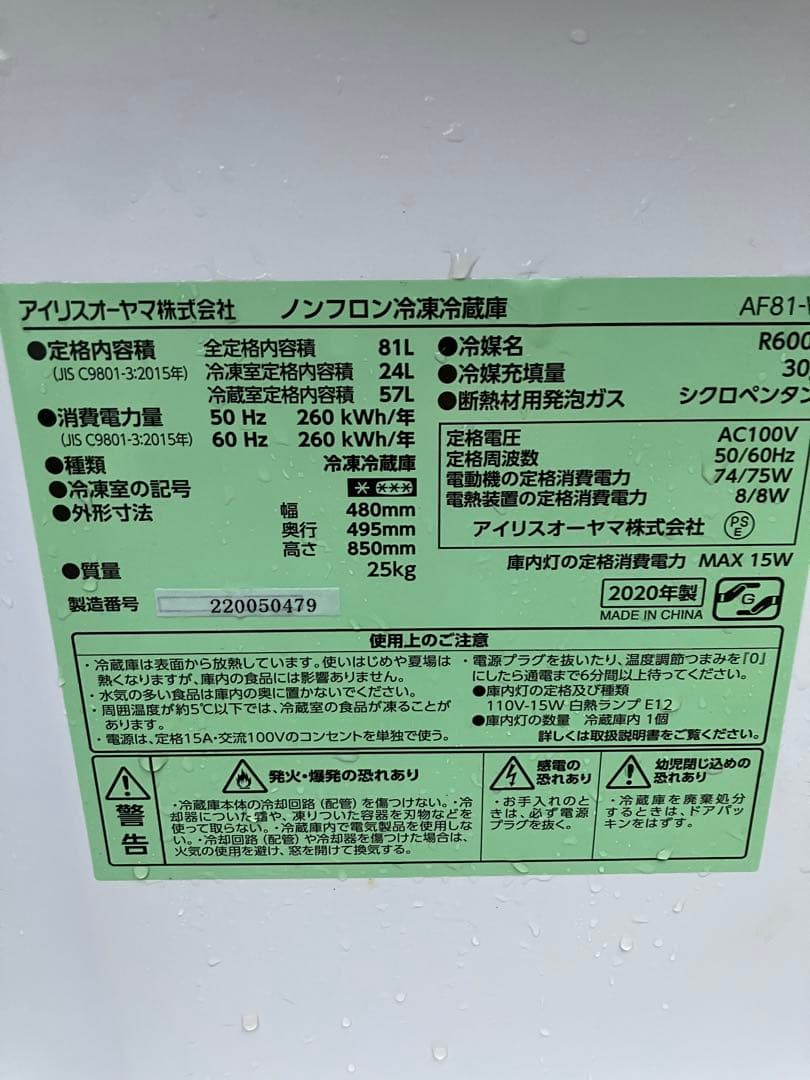 アイリスオーヤマ株式会社 ノンフロン冷凍冷蔵庫 AF81-
●定格内容積 全定格内容積 81L
(JIS C9801-3:2015年) 冷凍室定格内容積 24L
冷蔵室定格内容積 57L
●消費電力量 50 Hz 260 kWh/年
(JIS C9801-3:2015年) 60 Hz 260 kWh/年
●種類 冷凍冷蔵庫
●冷凍室の記号
●外形寸法 幅 480mm
奥行 495mm
高さ 850mm
●質量 25kg
製造番号 220050479
●冷媒名 R600
●冷媒充填量 30
●断熱材用発泡ガス シクロペンタン
定格電圧 AC100V
定格周波数 50/60Hz
電動機の定格消費電力 74/75W
電熱装置の定格消費電力 8/8W
アイリスオーヤマ株式会社 PSE
庫内灯の定格消費電力 MAX 15W
2020年製
MADE IN CHINA
G
使用上のご注意
・冷蔵庫は表面から放熱しています。使いはじめや夏場は
熱くなりますが、庫内の食品には影響ありません。
・水気の多い食品は庫内の奥に置かないでください。
・周囲温度が約5℃以下では、冷蔵室の食品が凍ることが
あります。
・電源は、定格15A・交流100Vのコンセントを単独で使う。
・電源プラグを抜いたり、温度調節つまみを『0』
にしたら通電まで6分間以上待ってください。
●庫内灯の定格及び種類
110V-15W 白熱ランプ E12
●庫内灯の数量 冷蔵庫内 1個
詳しくは取扱説明書をご覧ください。
警告
発火・爆発の恐れあり
・冷蔵庫本体の冷却回路(配管)を傷つけない。・冷
却器についた霜や、凍りついた容器を刃物などを
使って取らない。・冷蔵庫内で電気製品を使用しな
い。・冷却回路(配管)や冷却器を傷つけた場合は、
火気の使用を避け、窓を開けて換気する。
感電の
恐れあり
・お手入れのと
きは、必ず電源
プラグを抜く。
幼児閉じ込めの
恐れあり
・冷蔵庫を廃棄処分
するときは、ドアパッ
キンをはずす。